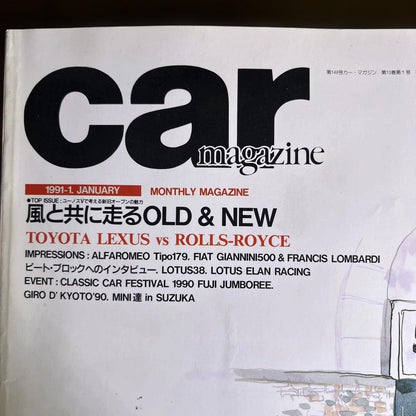 car
magazine
第148号カー・マガジン 第10巻第1号
1991-1. JANUARY MONTHLY MAGAZINE
●TOP ISSUE:ユーノスVで考える新旧オープンの魅力
風と共に走るOLD & NEW
TOYOTA LEXUS vs ROLLS-ROYCE
IMPRESSIONS : ALFAROMEO Tipo179. FIAT GIANNINI500 & FRANCIS LOMBARDI
ピート・ブロックへのインタビュー. LOTUS38. LOTUS ELAN RACING
EVENT : CLASSIC CAR FESTIVAL 1990 FUJI JUMBOREE.
GIRO D' KYOTO'90. MINI達 in SUZUKA